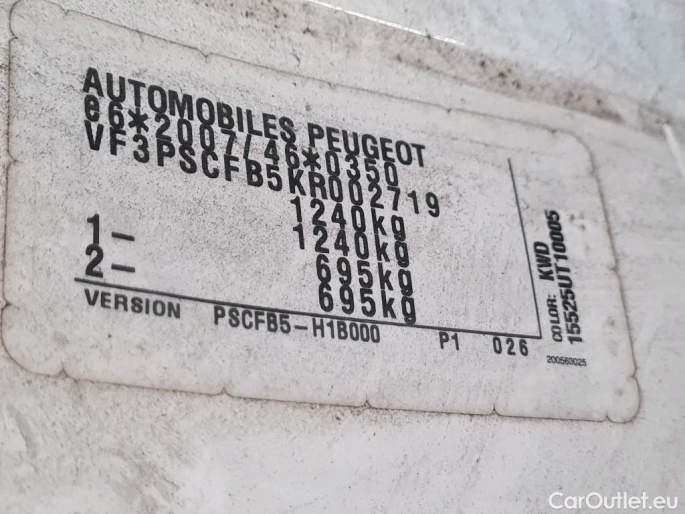 AUTOMOBILES PEUGEOT
e6*2007/46*0350
VF3PSCFB5KR002719
1240kg
1240kg
1- 695kg
2- 695kg
VERSION PSCFB5-H1B000 P1 026
COLOR: KWD
15525UT10005
200560025
CarOutlet.eu